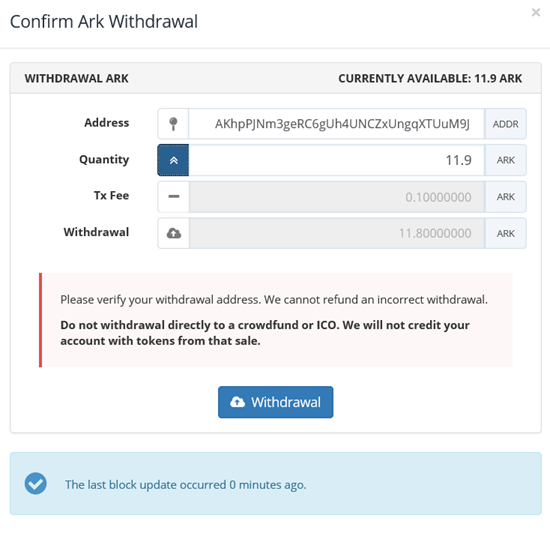 Confirm Ark Withdrawal
×
WITHDRAWAL ARK CURRENTLY AVAILABLE: 11.9 ARK
Address AKhpPJNm3geRC6gUh4UNCZxUngqXTUuM9J ADDR
Quantity 11.9 ARK
Tx Fee 0.10000000 ARK
Withdrawal 11.80000000 ARK
Please verify your withdrawal address. We cannot refund an incorrect withdrawal.
Do not withdrawal directly to a crowdfund or ICO. We will not credit your
account with tokens from that sale.
Withdrawal
The last block update occurred 0 minutes ago.